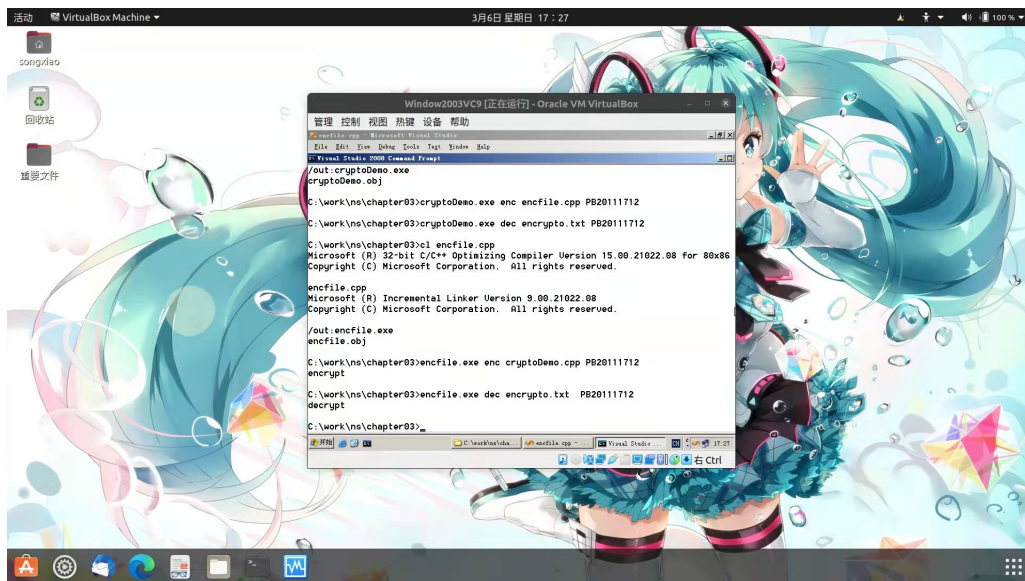 活动 VirtualBox Machine 3月6日 星期日 17：27 100 %
songxiao
回收站
重要文件
Window2003VC9 [正在运行] - Oracle VM VirtualBox
管理 控制 视图 热键 设备 帮助
encfile.cpp - Microsoft Visual Studio
File Edit View Debug Tools Test Window Help
Visual Studio 2008 Command Prompt
/out:cryptoDemo.exe
cryptoDemo.obj
C:\work\ns\chapter03>cryptoDemo.exe enc encfile.cpp PB20111712
C:\work\ns\chapter03>cryptoDemo.exe dec encrypto.txt PB20111712
C:\work\ns\chapter03>cl encfile.cpp
Microsoft (R) 32-bit C/C++ Optimizing Compiler Version 15.00.21022.08 for 80x86
Copyright (C) Microsoft Corporation.  All rights reserved.
encfile.cpp
Microsoft (R) Incremental Linker Version 9.00.21022.08
Copyright (C) Microsoft Corporation.  All rights reserved.
/out:encfile.exe
encfile.obj
C:\work\ns\chapter03>encfile.exe enc cryptoDemo.cpp PB20111712
encrypt
C:\work\ns\chapter03>encfile.exe dec encrypto.txt  PB20111712
decrypt
C:\work\ns\chapter03>_
开始 C:\work\ns\cha... encfile.cpp - ... Visual Studio ... EN 17:27
右 Ctrl